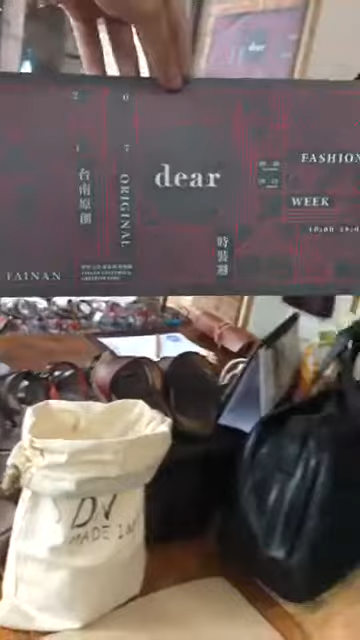 dear
2 0
1 7
台南原創
ORIGINAL
dear
時裝週
FASHION
WEEK
TAINAN
DV
MADE IN